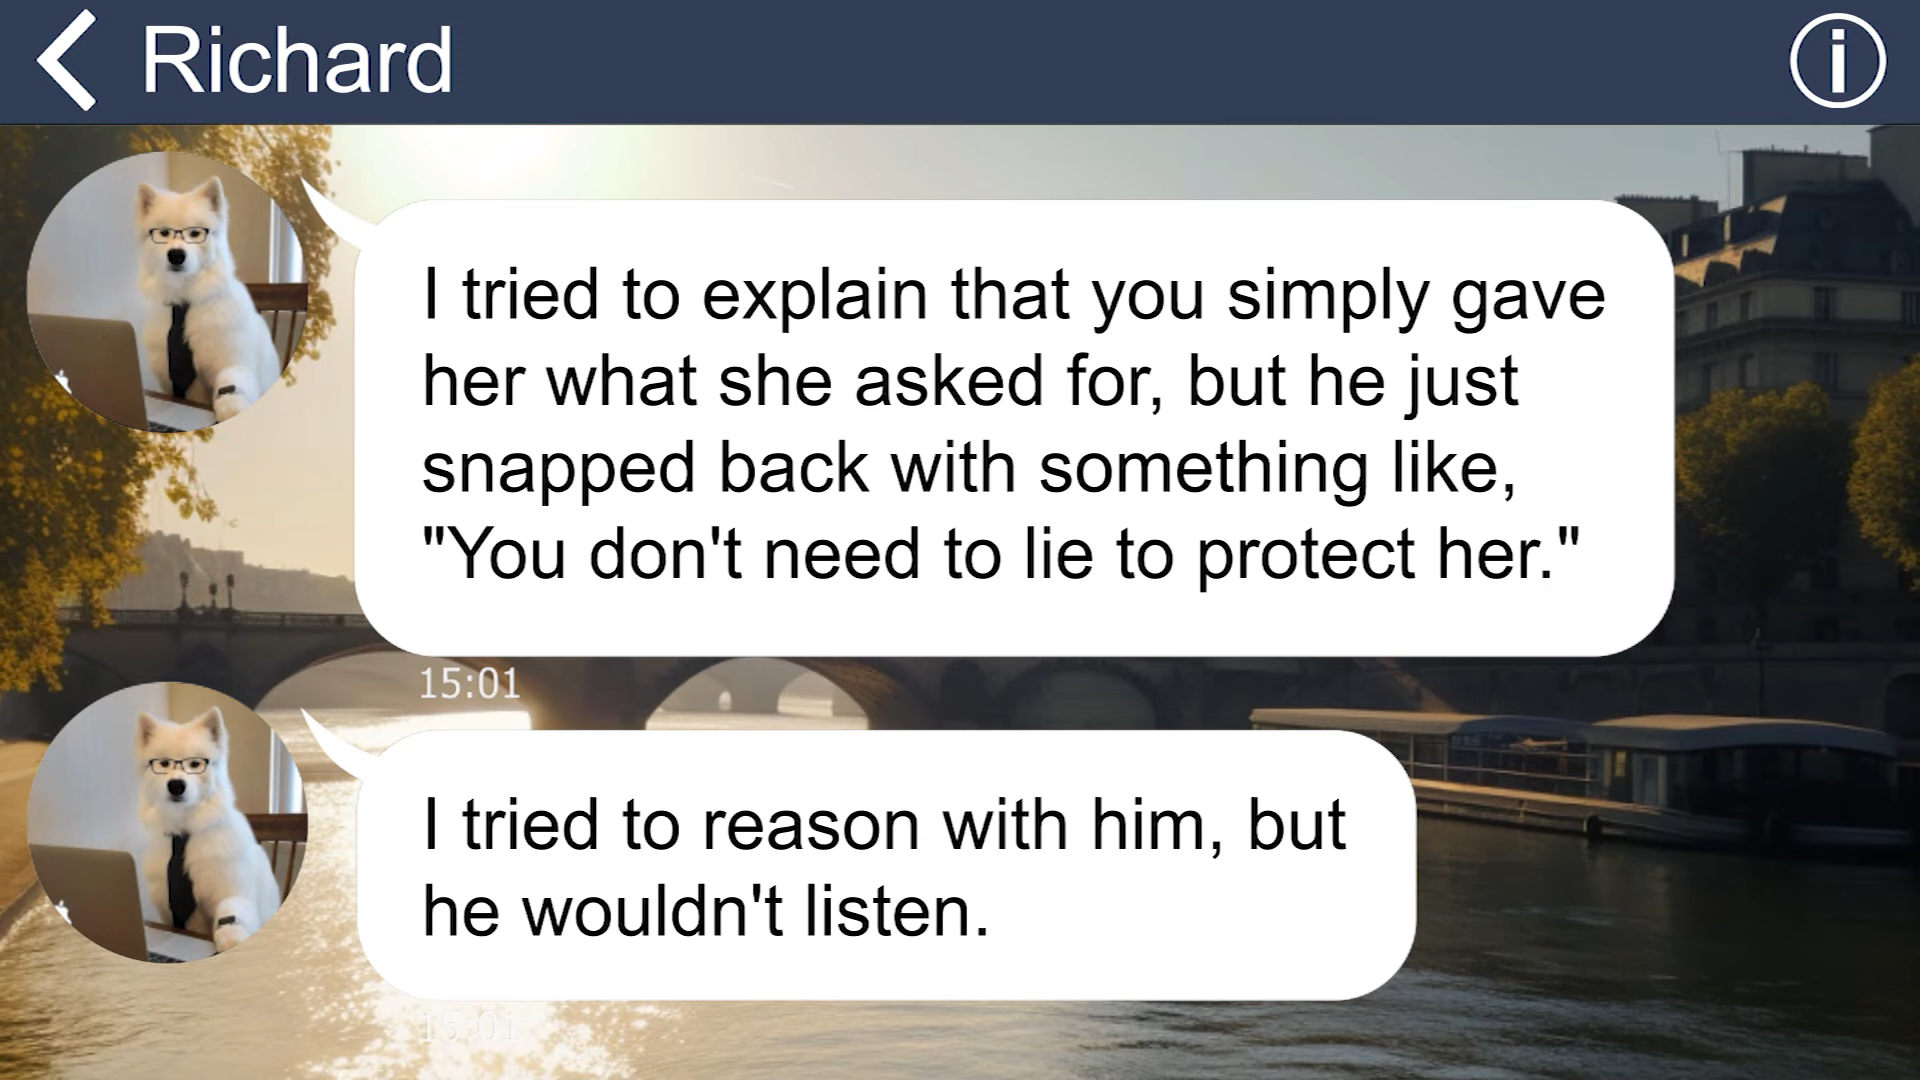 Richard
I tried to explain that you simply gave
her what she asked for, but he just
snapped back with something like,
"You don't need to lie to protect her."
15:01
I tried to reason with him, but
he wouldn't listen.
15:01